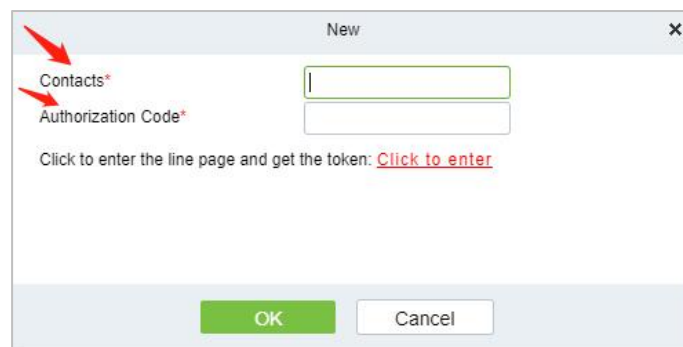 New
Contacts*
Authorization Code*
Click to enter the line page and get the token: Click to enter
OK Cancel